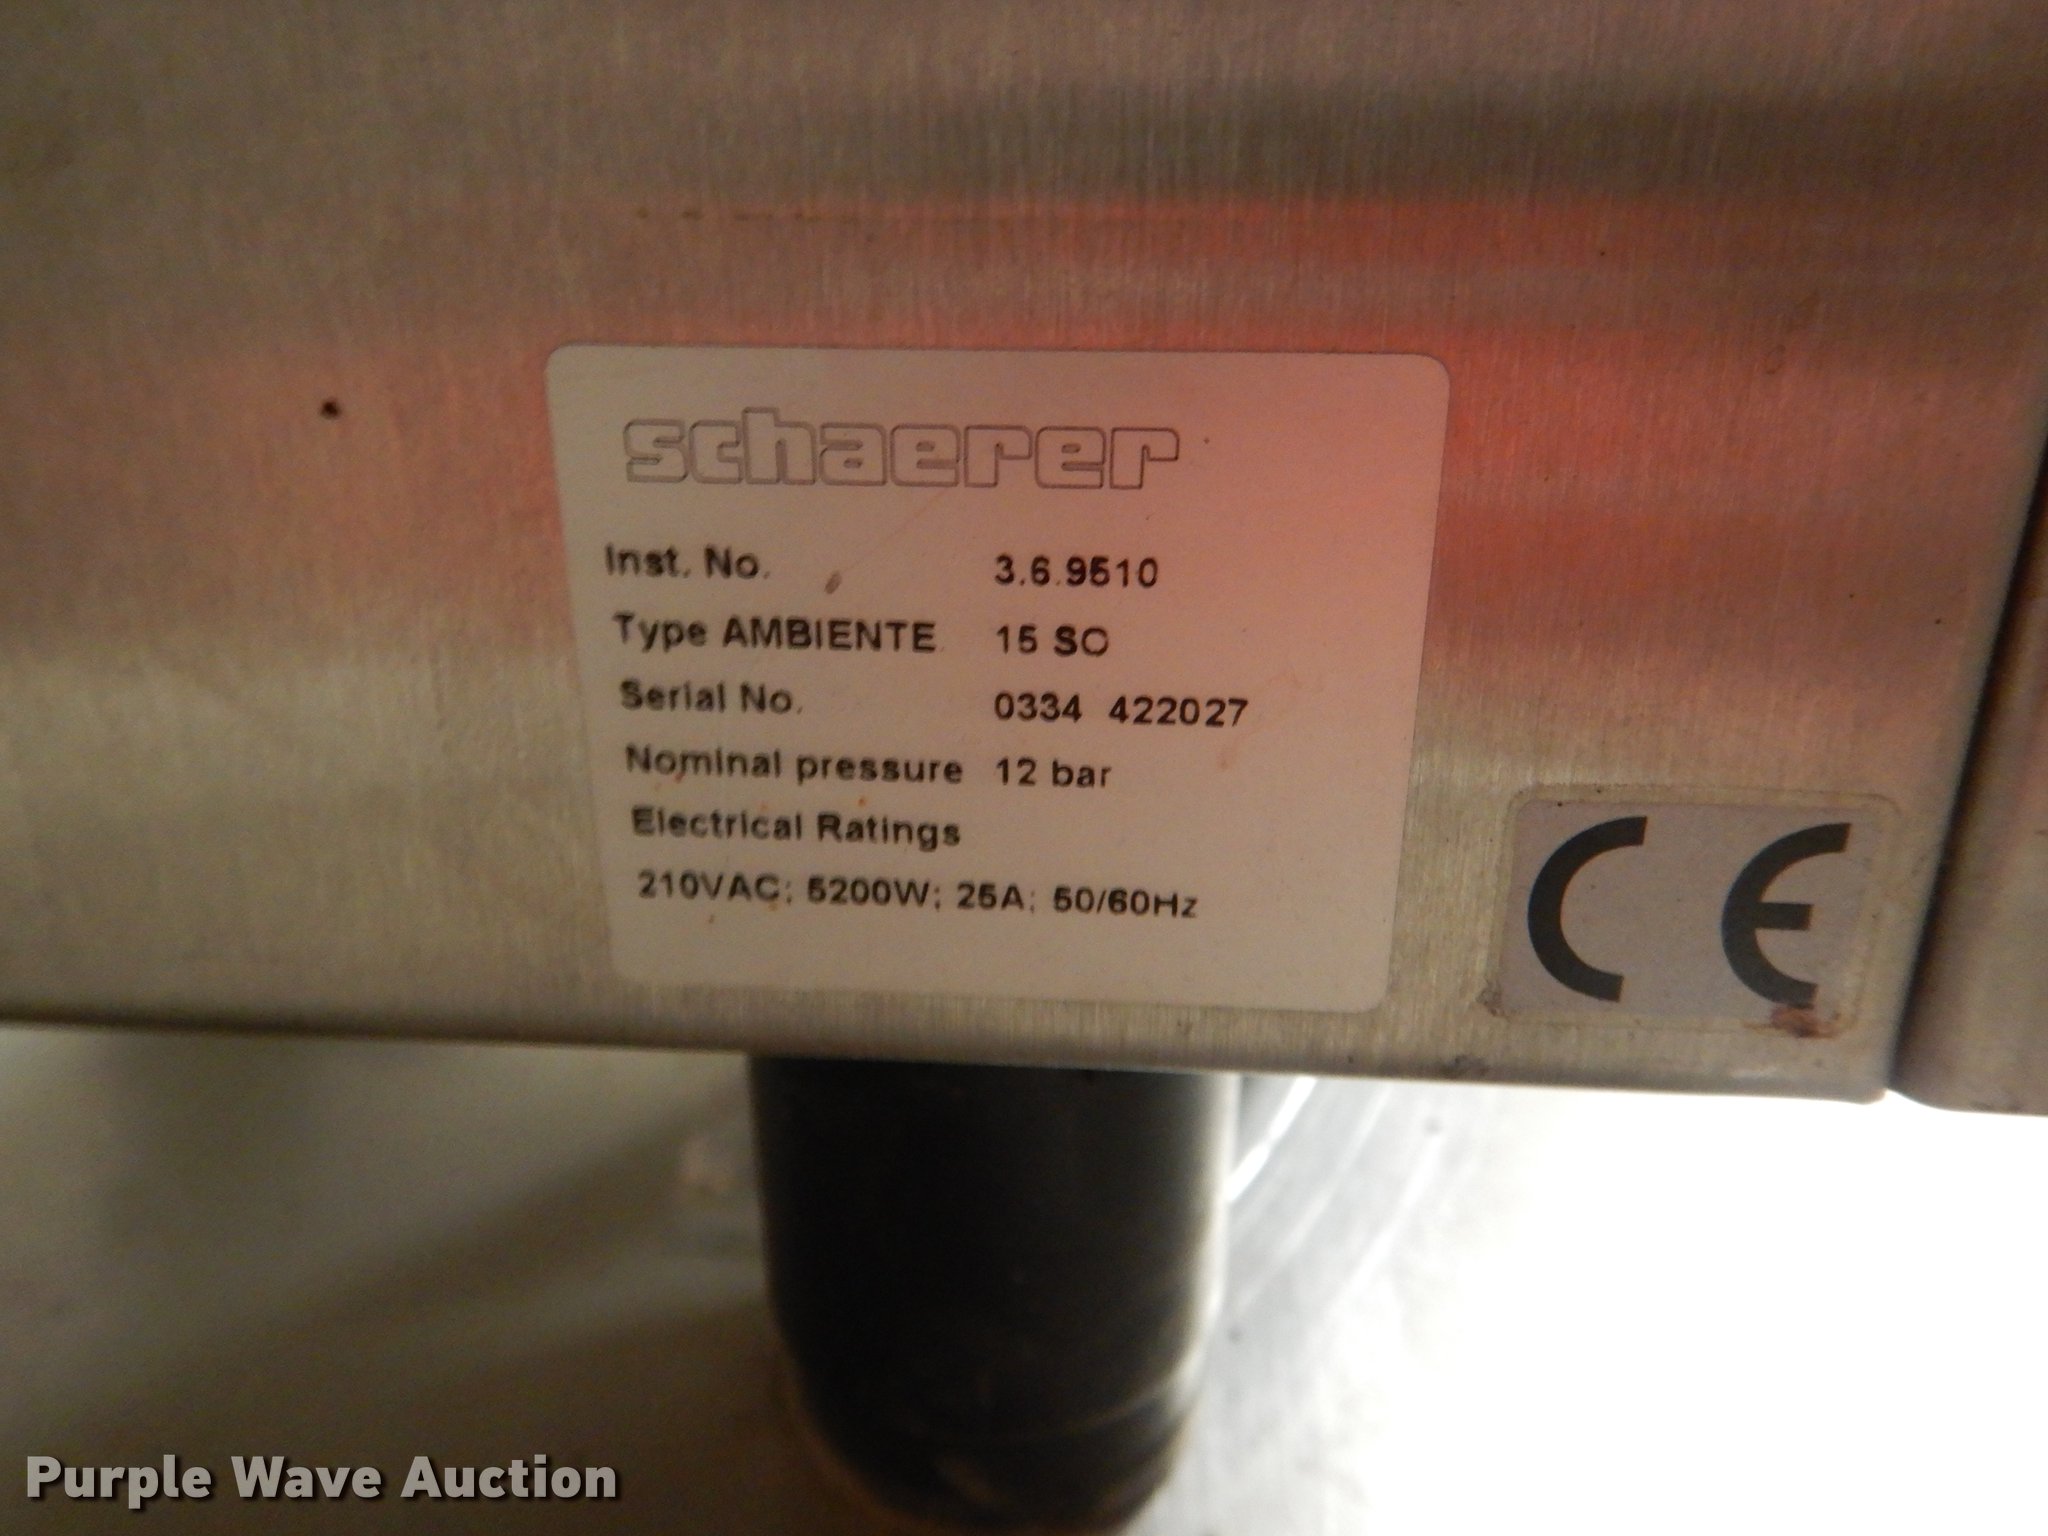 schaerer
Inst. No. 3.6.9510
Type AMBIENTE 15 SO
Serial No. 0334 422027
Nominal pressure 12 bar
Electrical Ratings
210VAC; 5200W; 25A; 50/60Hz
CE
Purple Wave Auction